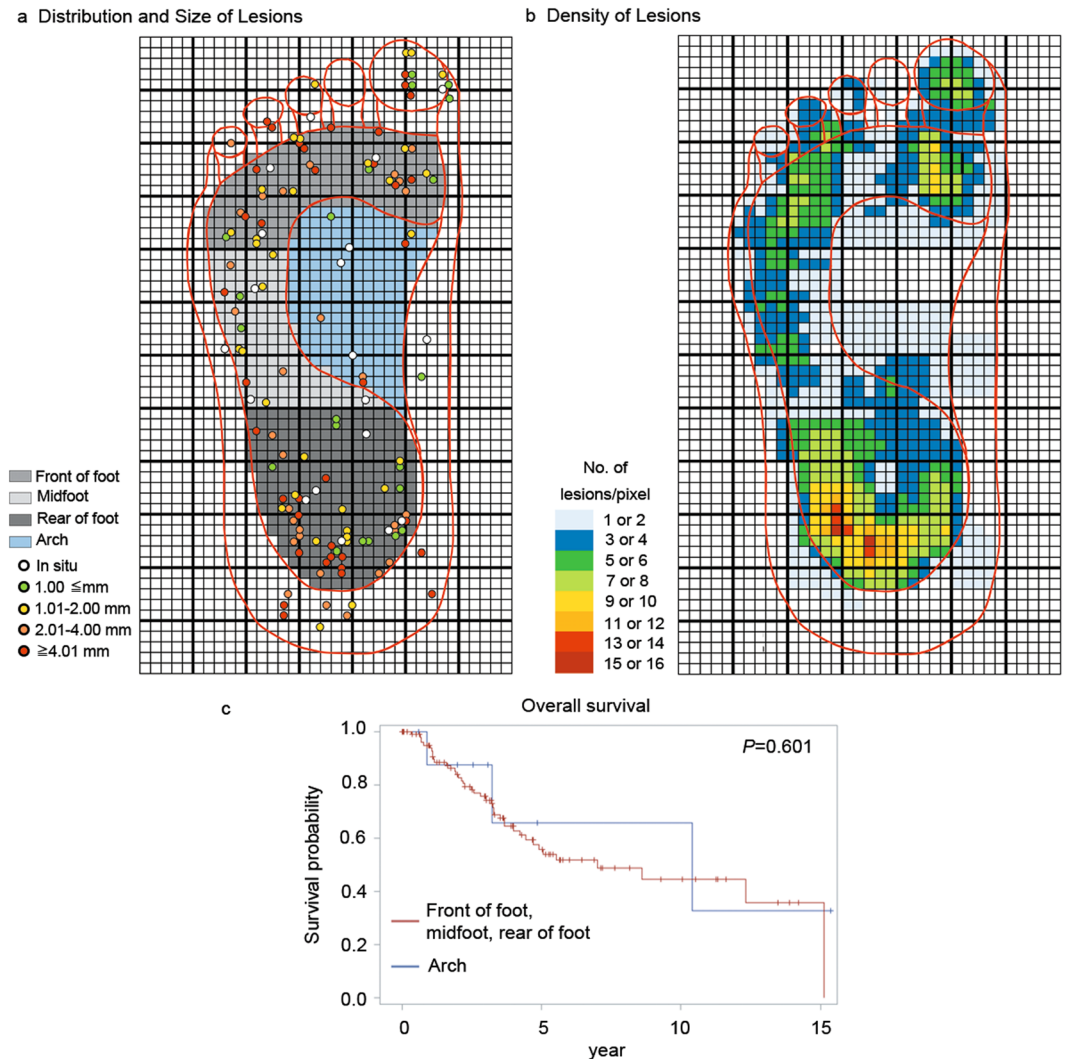 a Distribution and Size of Lesions
b Density of Lesions
Front of foot
Midfoot
Rear of foot
Arch
In situ
1.00 ≦mm
1.01-2.00 mm
2.01-4.00 mm
≧4.01 mm
No. of
lesions/pixel
1 or 2
3 or 4
5 or 6
7 or 8
9 or 10
11 or 12
13 or 14
15 or 16
c
Overall survival
P=0.601
Survival probability
1.0
0.8
0.6
0.4
0.2
0.0
Front of foot,
midfoot, rear of foot
Arch
0 5 10 15
year